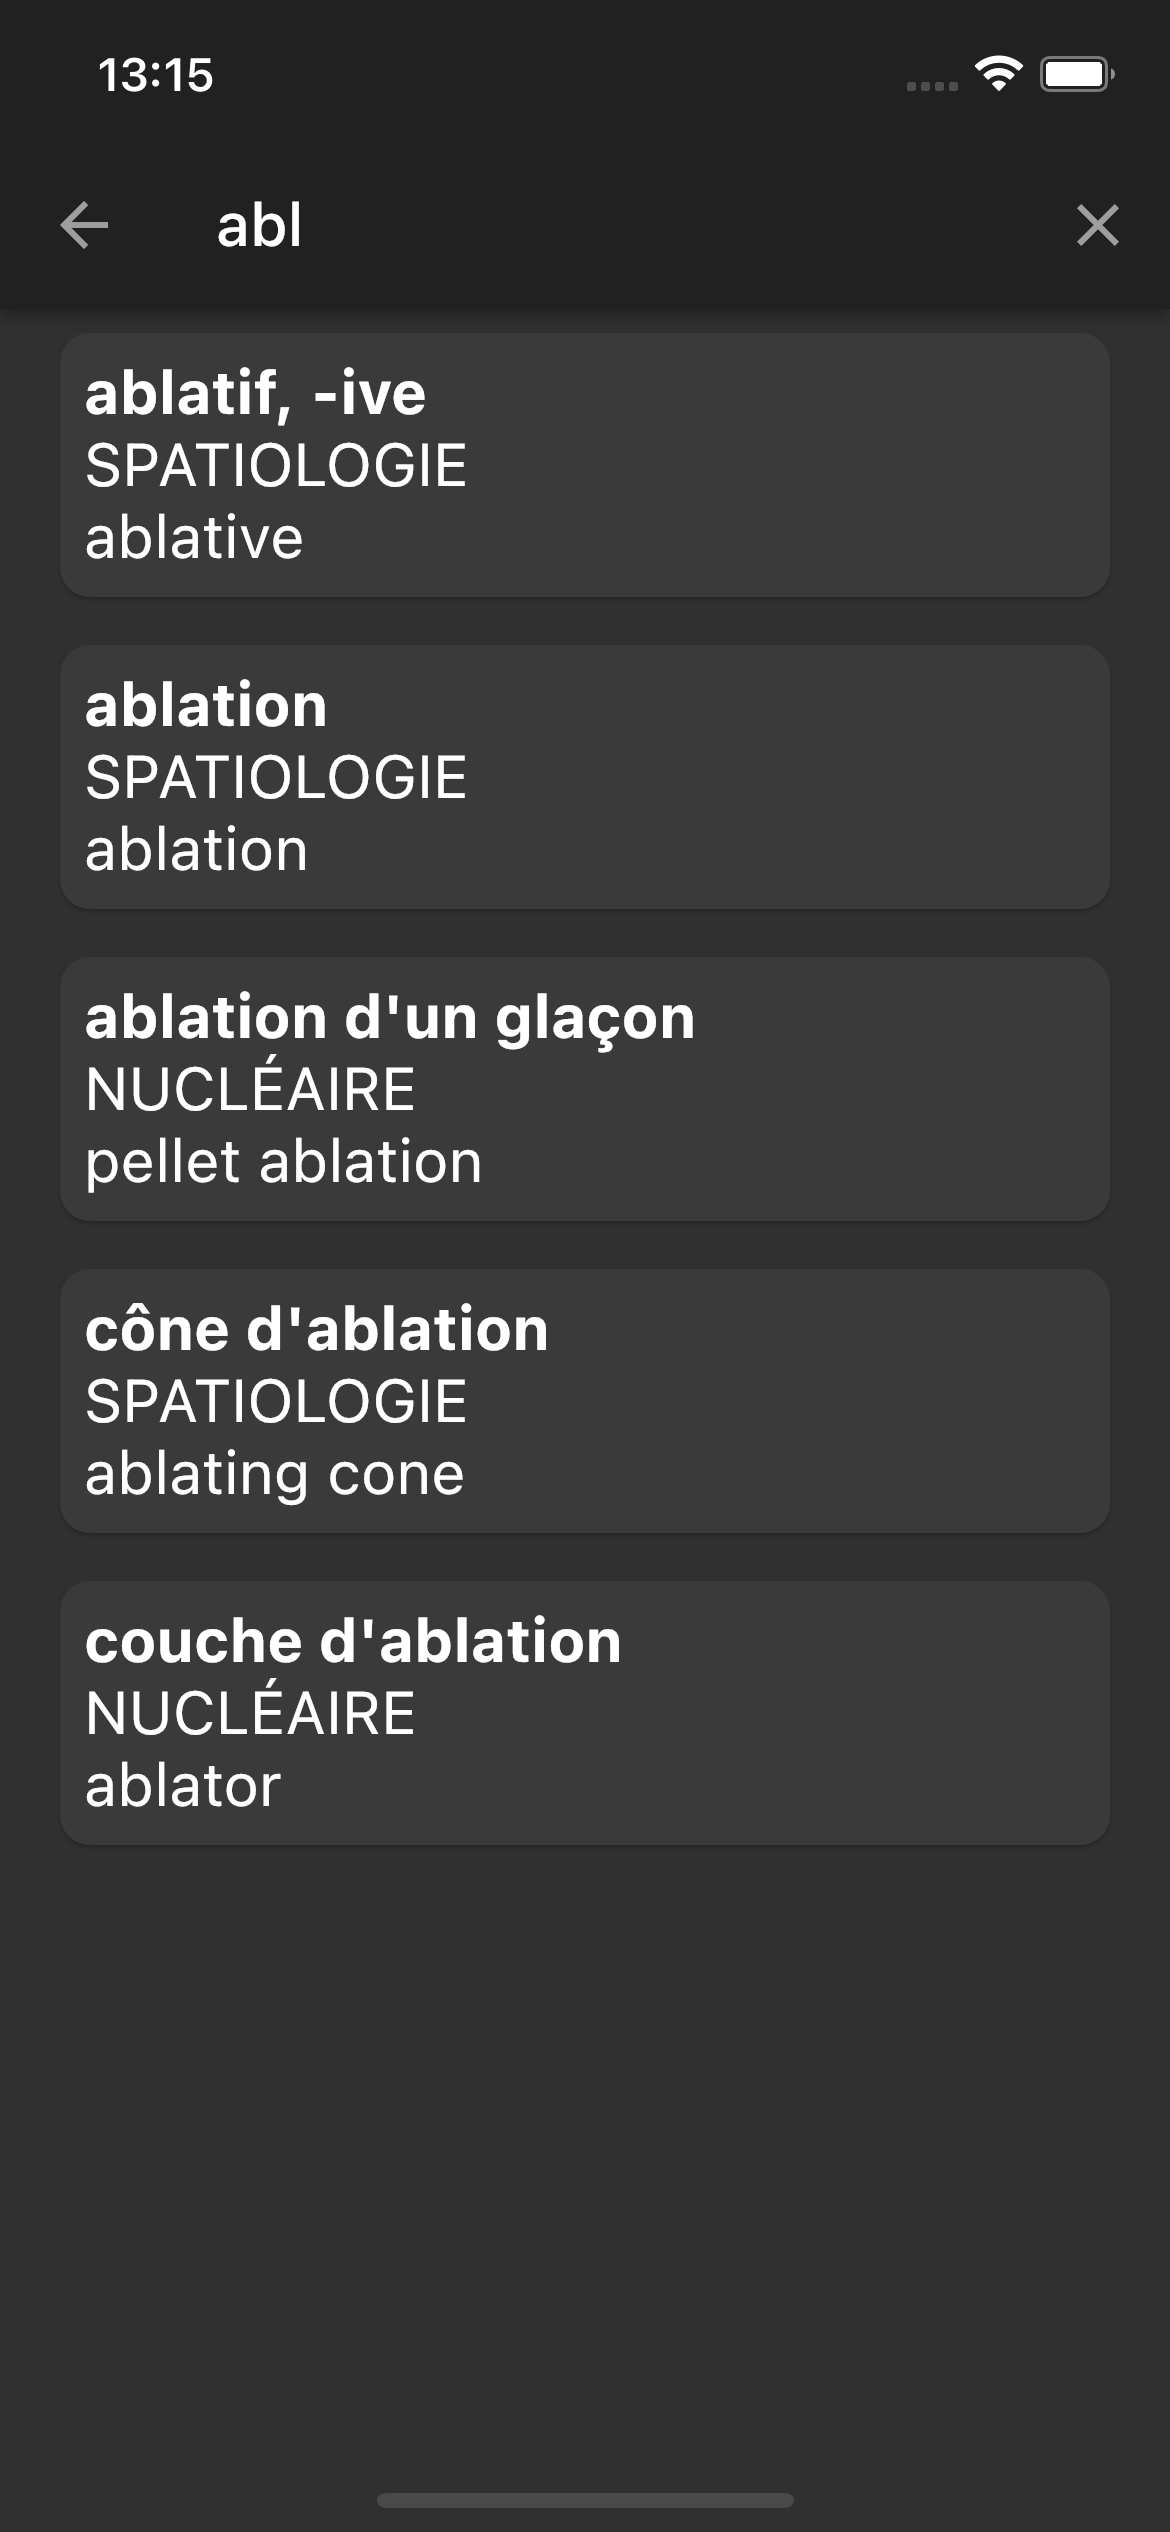 13:15
abl
ablatif, -ive
SPATIOLOGIE
ablative
ablation
SPATIOLOGIE
ablation
ablation d'un glaçon
NUCLÉAIRE
pellet ablation
cône d'ablation
SPATIOLOGIE
ablating cone
couche d'ablation
NUCLÉAIRE
ablator